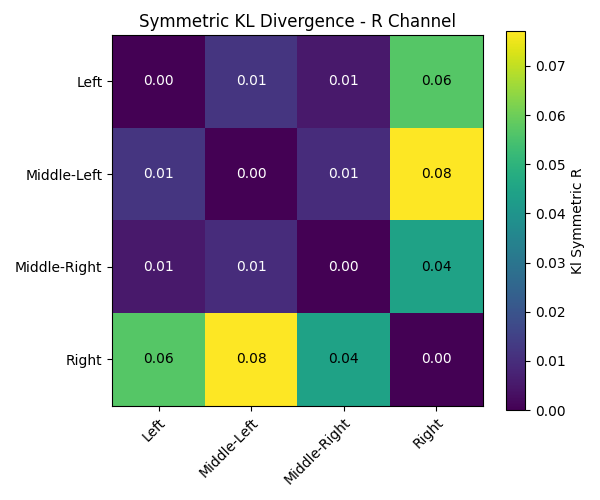 Symmetric KL Divergence - R Channel
Left 0.00 0.01 0.01 0.06
Middle-Left 0.01 0.00 0.01 0.08
Middle-Right 0.01 0.01 0.00 0.04
Right 0.06 0.08 0.04 0.00
Left Middle-Left Middle-Right Right
0.07
0.06
0.05
0.04
0.03
0.02
0.01
0.00
Kl Symmetric R